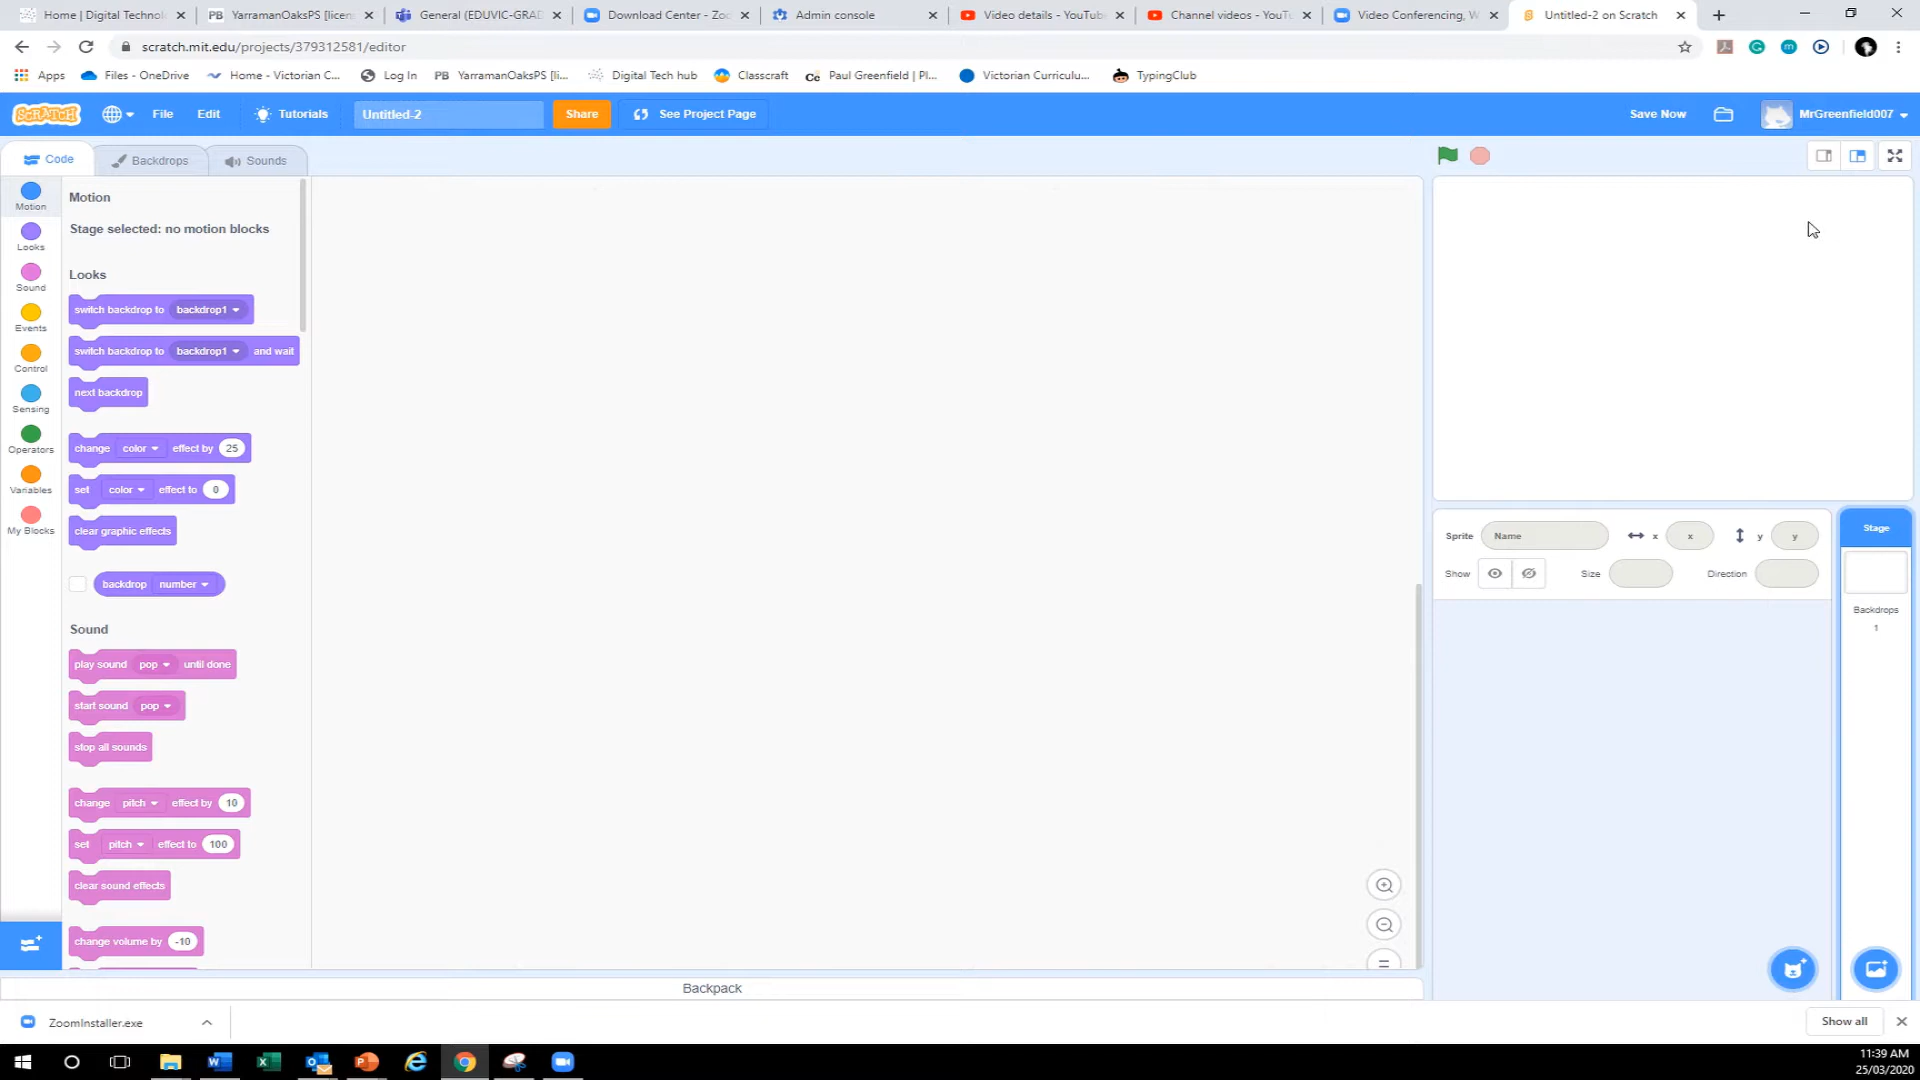 Home | Digital Technol
PB YarramanOaksPS [licen
General (EDUVIC-GRAD
Download Center - Zoo
Admin console
Video details - YouTube
Channel videos - YouTu
Video Conferencing, W
Untitled-2 on Scratch
scratch.mit.edu/projects/379312581/editor
Apps
Files - OneDrive
Home - Victorian C...
Log In
PB YarramanOaksPS [li...
Digital Tech hub
Classcraft
Cc Paul Greenfield | Pl...
Victorian Curriculu...
TypingClub
SCRATCH
File
Edit
Tutorials
Untitled-2
Share
See Project Page
Save Now
MrGreenfield007
Code
Backdrops
Sounds
Motion
Looks
Sound
Events
Control
Sensing
Operators
Variables
My Blocks
Motion
Stage selected: no motion blocks
Looks
switch backdrop to backdrop1
switch backdrop to backdrop1 and wait
next backdrop
change color effect by 25
set color effect to 0
clear graphic effects
backdrop number
Sound
play sound pop until done
start sound pop
stop all sounds
change pitch effect by 10
set pitch effect to 100
clear sound effects
change volume by -10
Sprite Name x x y y
Show Size Direction
Stage
Backdrops
1
Backpack
ZoomInstaller.exe
Show all
11:39 AM
25/03/2020